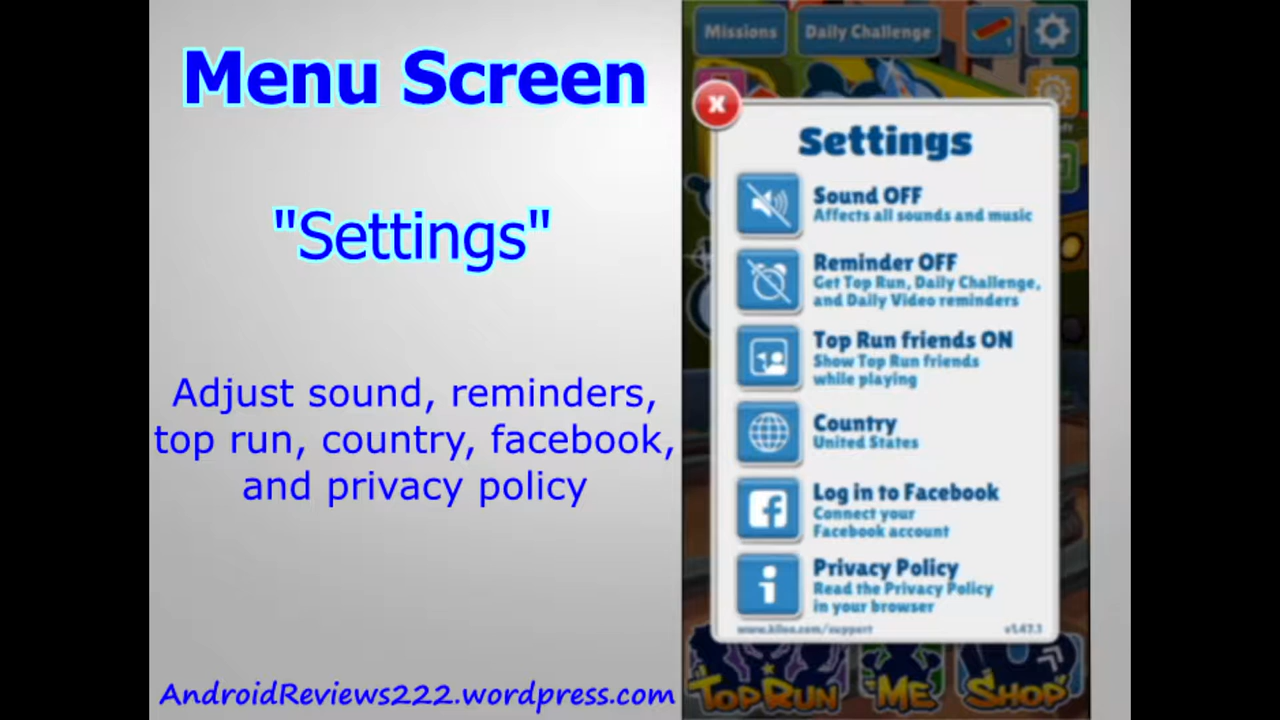 Menu Screen
"Settings"
Adjust sound, reminders,
top run, country, facebook,
and privacy policy
AndroidReviews222.wordpress.com
Missions
Daily Challenge
1
X
Settings
Sound OFF
Affects all sounds and music
Reminder OFF
Get Top Run, Daily Challenge,
and Daily Video reminders
Top Run friends ON
Show Top Run friends
while playing
Country
United States
Log in to Facebook
Connect your
Facebook account
Privacy Policy
Read the Privacy Policy
in your browser
www.kiloo.com/support
v1.47.1
TOP RUN
ME
SHOP